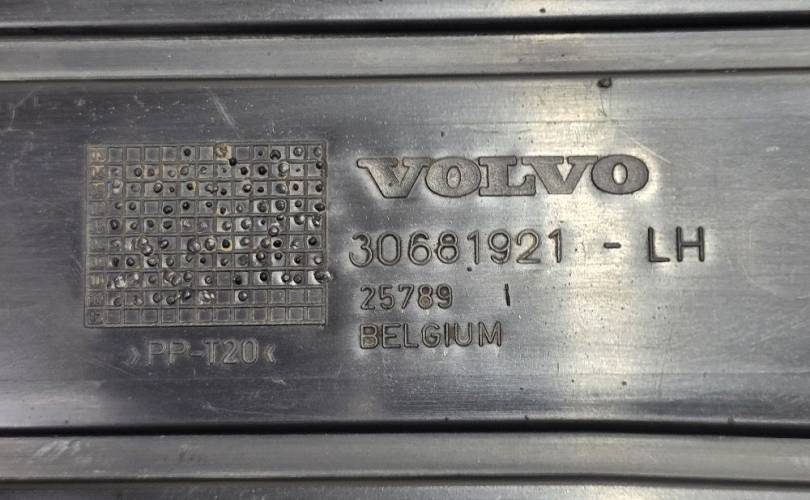 VOLVO
30681921 - LH
25789 I
BELGIUM
>PP-T20<